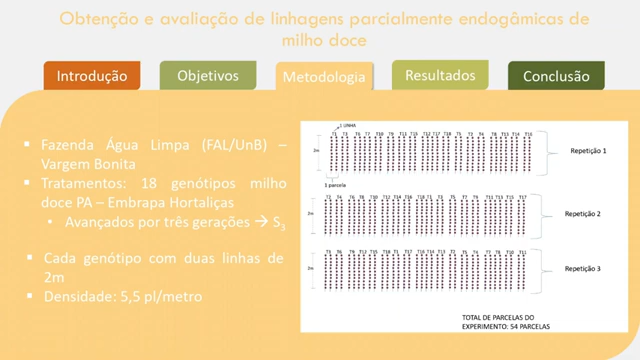 Obtenção e avaliação de linhagens parcialmente endogâmicas de
milho doce
Introdução
Objetivos
Metodologia
Resultados
Conclusão
▪ Fazenda Água Limpa (FAL/UnB) –
Vargem Bonita
▪ Tratamentos: 18 genótipos milho
doce PA – Embrapa Hortaliças
• Avançados por três gerações → S3
▪ Cada genótipo com duas linhas de
2m
▪ Densidade: 5,5 pl/metro
1 LINHA
2m
1 parcela
Repetição 1
Repetição 2
Repetição 3
TOTAL DE PARCELAS DO
EXPERIMENTO: 54 PARCELAS